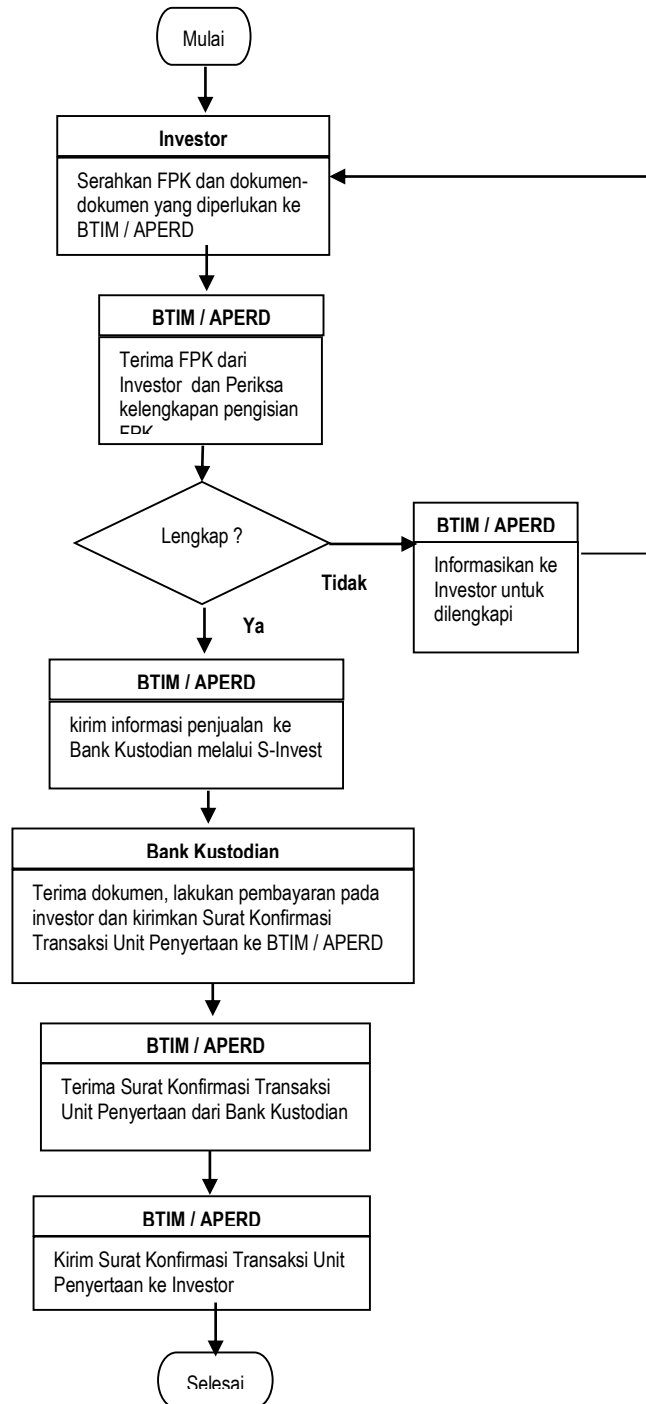 Mulai
Investor
Serahkan FPK dan dokumen-
dokumen yang diperlukan ke
BTIM / APERD
BTIM / APERD
Terima FPK dari
Investor dan Periksa
kelengkapan pengisian
FPK
Lengkap ?
Tidak
BTIM / APERD
Informasikan ke
Investor untuk
dilengkapi
Ya
BTIM / APERD
kirim informasi penjualan ke
Bank Kustodian melalui S-Invest
Bank Kustodian
Terima dokumen, lakukan pembayaran pada
investor dan kirimkan Surat Konfirmasi
Transaksi Unit Penyertaan ke BTIM / APERD
BTIM / APERD
Terima Surat Konfirmasi Transaksi
Unit Penyertaan dari Bank Kustodian
BTIM / APERD
Kirim Surat Konfirmasi Transaksi Unit
Penyertaan ke Investor
Selesai